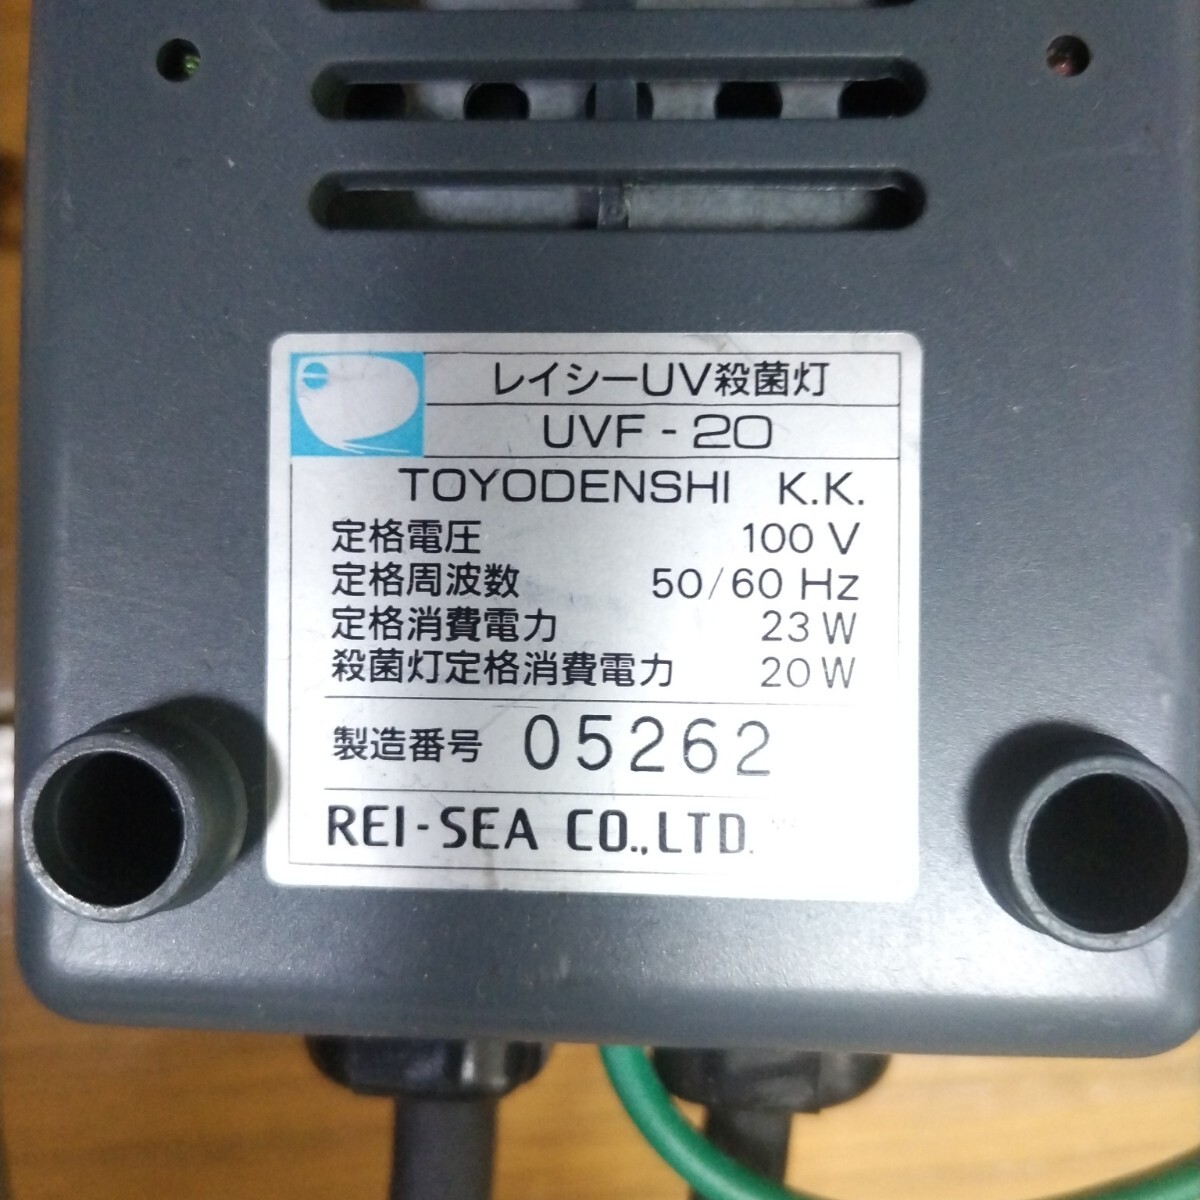 レイシーUV殺菌灯
UVF - 20
TOYODENSHI K.K.
定格電圧 100 V
定格周波数 50/60 Hz
定格消費電力 23 W
殺菌灯定格消費電力 20 W
製造番号 05262
REI-SEA CO.,LTD.